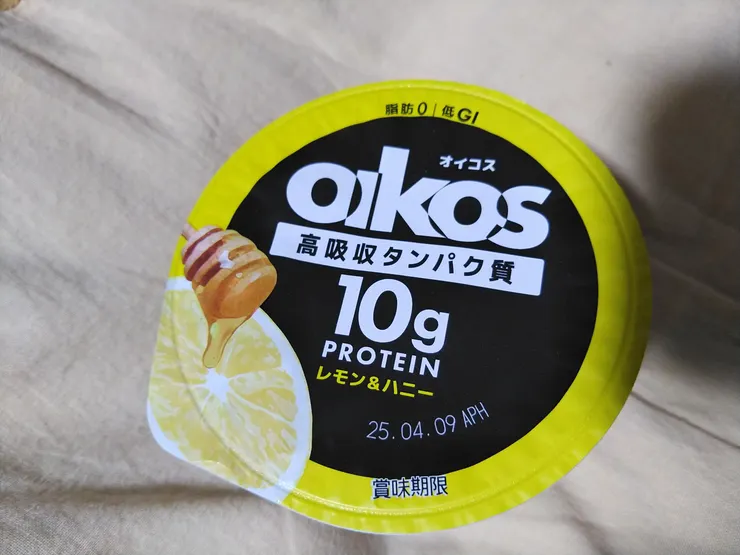 脂肪0|低GI
オイコス
oikos
高吸収タンパク質
10g
PROTEIN
レモン&ハニー
25.04.09 APH
賞味期限